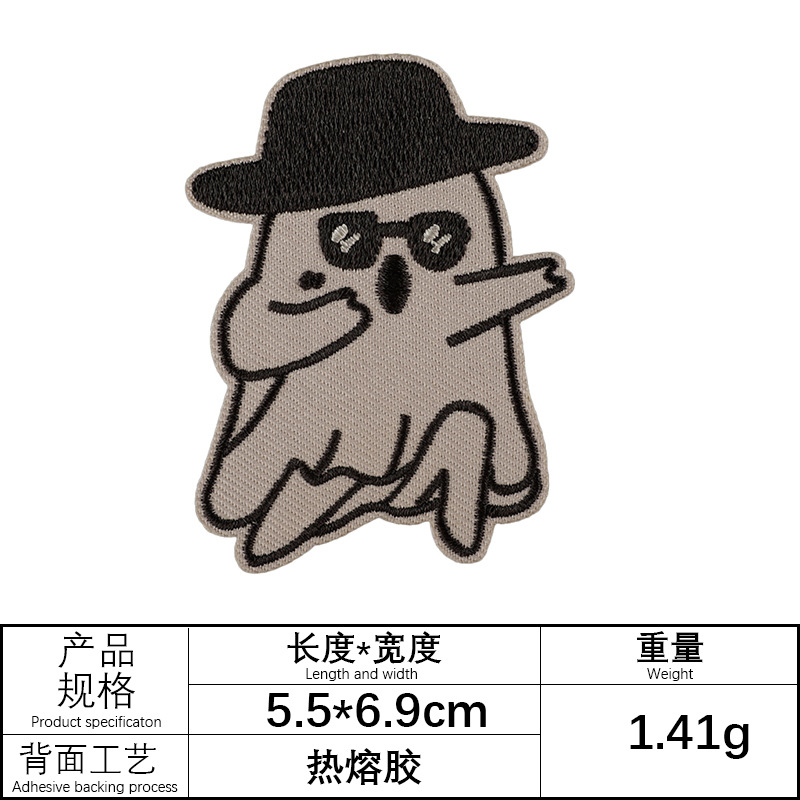 产品
规格
Product specificaton
长度*宽度
Length and width
重量
Weight
5.5*6.9cm
1.41g
背面工艺
Adhesive backing process
热熔胶